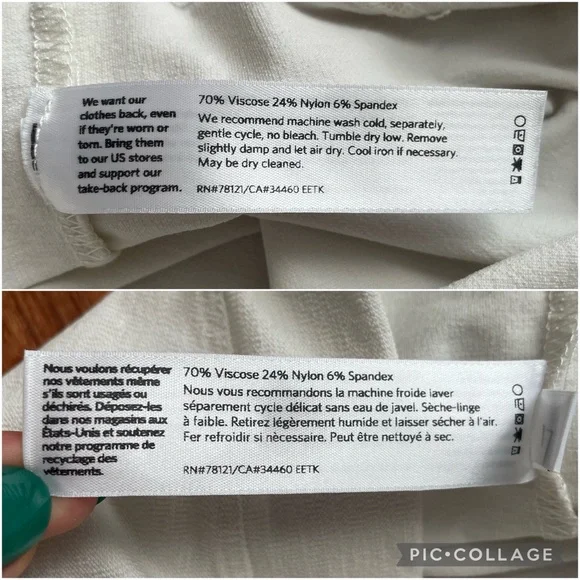 We want our
clothes back, even
if they're worn or
torn. Bring them
to our US stores
and support our
take-back program.
70% Viscose 24% Nylon 6% Spandex
We recommend machine wash cold, separately,
gentle cycle, no bleach. Tumble dry low. Remove
slightly damp and let air dry. Cool iron if necessary.
May be dry cleaned.
RN#78121/CA#34460 EETK
Nous voulons récupérer
nos vêtements même
s'ils sont usagés ou
déchirés. Déposez-les
dans nos magasins aux
États-Unis et soutenez
notre programme de
recyclage des
vêtements.
70% Viscose 24% Nylon 6% Spandex
Nous vous recommandons la machine froide laver
séparement cycle délicat sans eau de javel. Sèche-linge
à faible. Retirez légèrement humide et laisser sécher à l'air.
Fer refroidir si nècessaire. Peut être nettoyé à sec.
RN#78121/CA#34460 EETK
PIC•COLLAGE